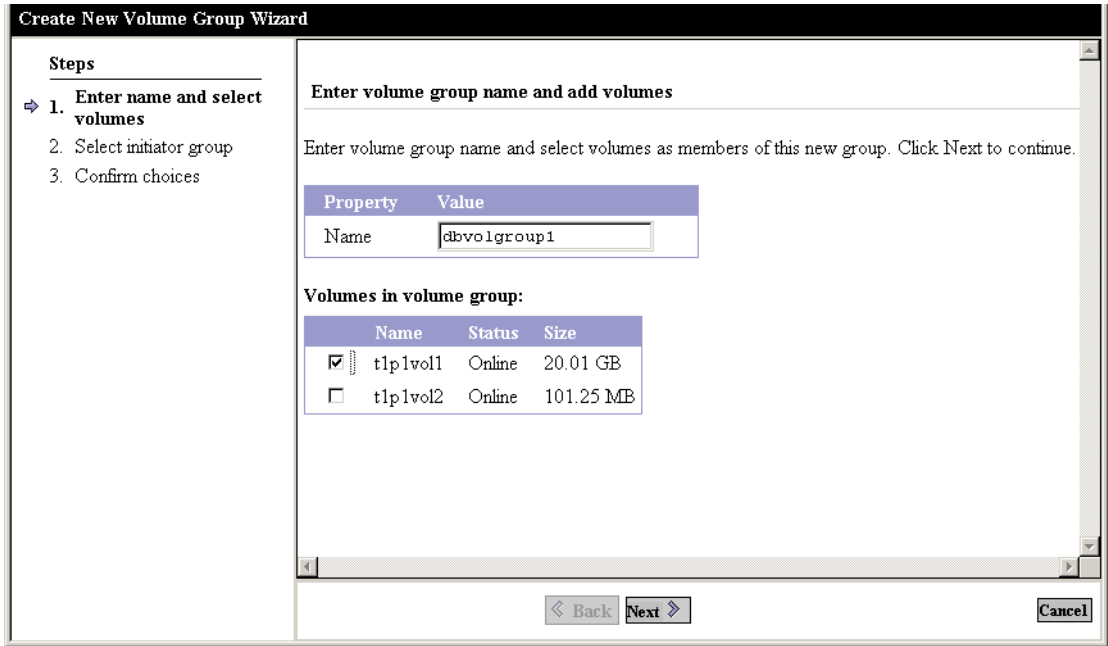 Create New Volume Group Wizard
Steps
1. Enter name and select
volumes
2. Select initiator group
3. Confirm choices
Enter volume group name and add volumes
Enter volume group name and select volumes as members of this new group. Click Next to continue.
Property Value
Name dbvolgroup1
Volumes in volume group:
Name Status Size
t1p1vol1 Online 20.01 GB
t1p1vol2 Online 101.25 MB
Back Next Cancel